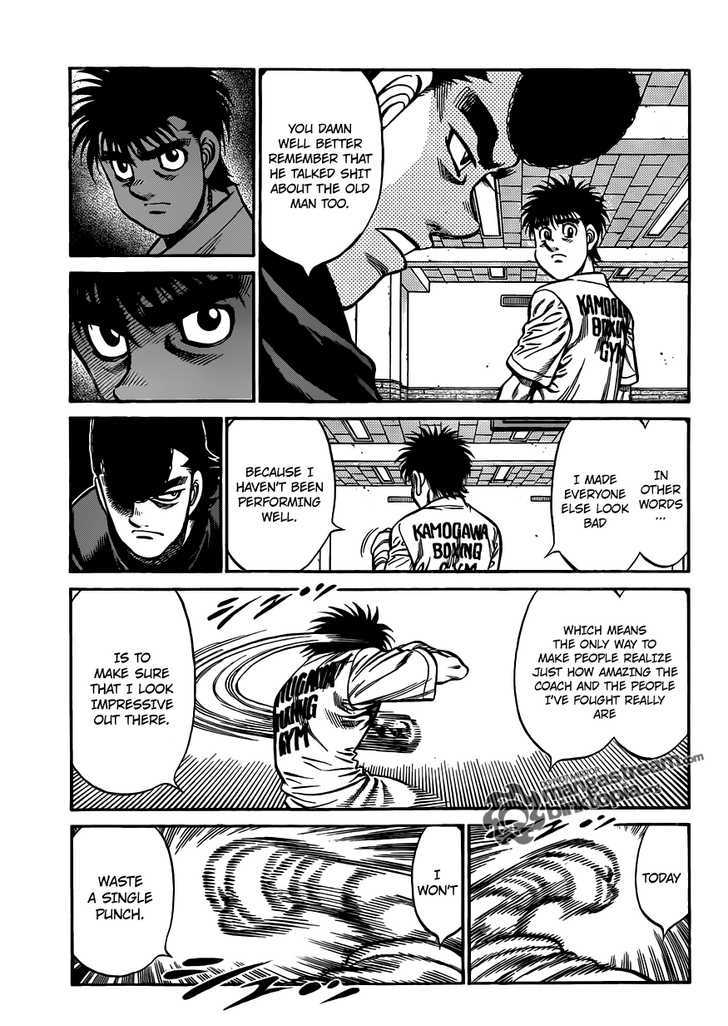 YOU DAMN
WELL BETTER
REMEMBER THAT
HE TALKED SHIT
ABOUT THE OLD
MAN TOO.
KAMOGAWA
BOXING
GYM
IN
OTHER
WORDS
...
I MADE
EVERYONE
ELSE LOOK
BAD
BECAUSE I
HAVEN'T BEEN
PERFORMING
WELL.
KAMOGAWA
BOXING
GYM
WHICH MEANS
THE ONLY WAY TO
MAKE PEOPLE REALIZE
JUST HOW AMAZING THE
COACH AND THE PEOPLE
I'VE FOUGHT REALLY
ARE
IS TO
MAKE SURE
THAT I LOOK
IMPRESSIVE
OUT THERE.
BOXING
GYM
mangastream.com
binktopia
TODAY
I
WON'T
WASTE
A SINGLE
PUNCH.